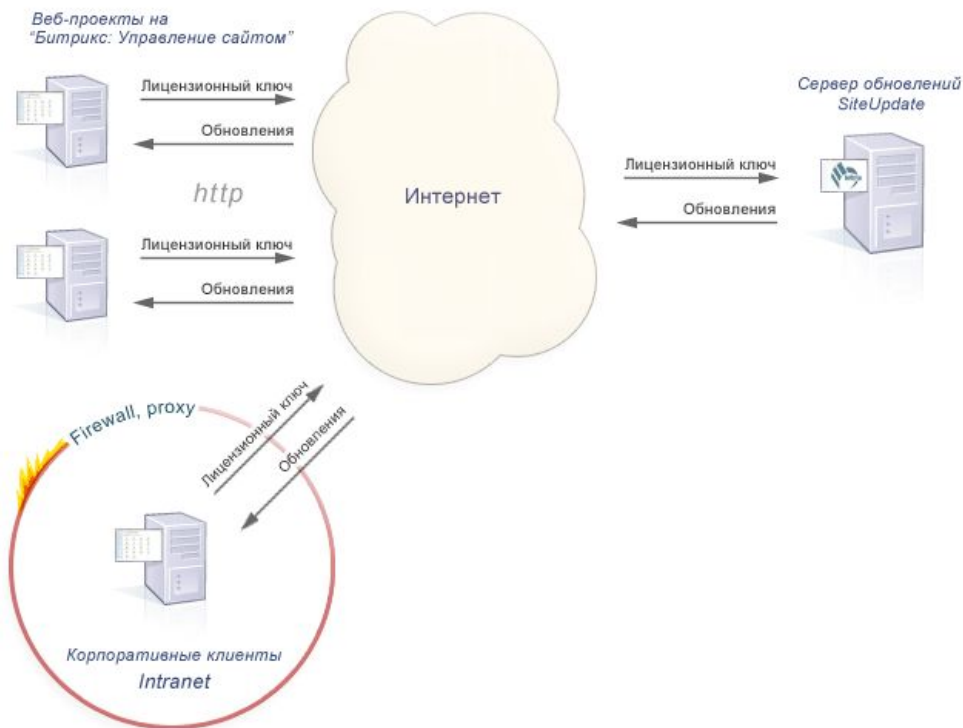 Веб-проекты на
“Битрикс: Управление сайтом”
Лицензионный ключ
Обновления
http
Лицензионный ключ
Обновления
Интернет
Сервер обновлений
SiteUpdate
Лицензионный ключ
Обновления
Firewall, proxy
Лицензионный ключ
Обновления
Корпоративные клиенты
Intranet